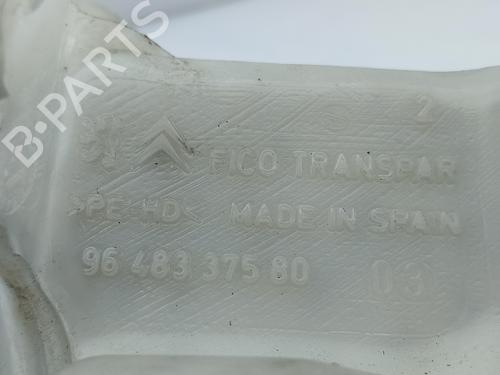 B-PARTS
2
FICO TRANSPAR
>PE-HD< MADE IN SPAIN
96 483 375 80 03